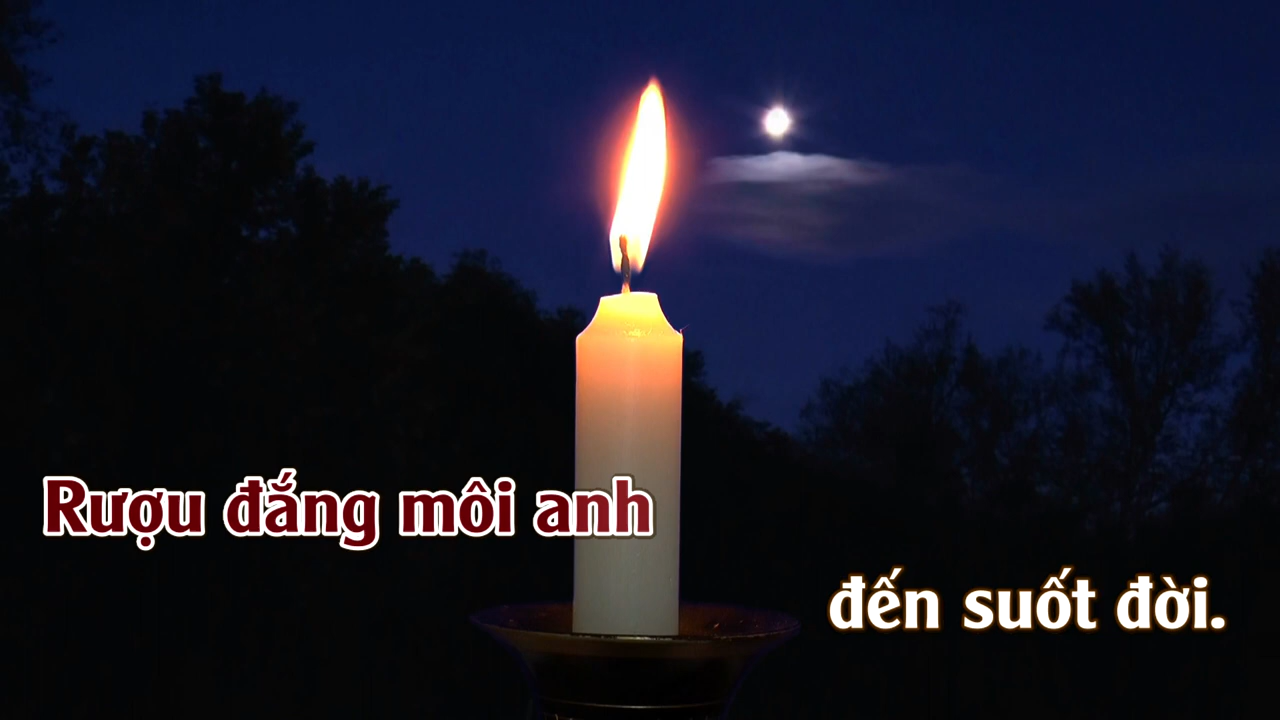 Rượu đắng môi anh
đến suốt đời.